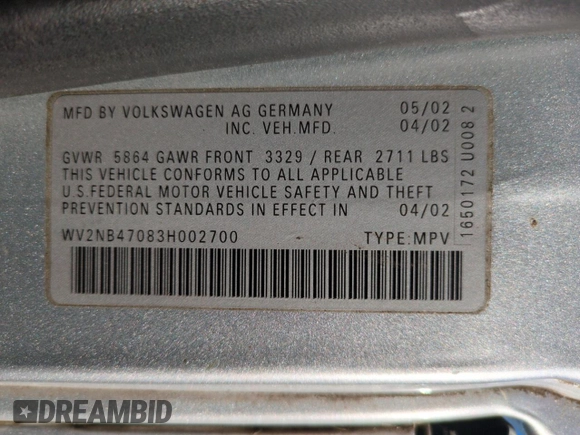 MFD BY VOLKSWAGEN AG GERMANY 05/02
INC. VEH.MFD. 04/02
GVWR 5864 GAWR FRONT 3329 / REAR 2711 LBS
THIS VEHICLE CONFORMS TO ALL APPLICABLE
U.S.FEDERAL MOTOR VEHICLE SAFETY AND THEFT
PREVENTION STANDARDS IN EFFECT IN 04/02
WV2NB47083H002700 TYPE:MPV
1650172 U008 2
DREAMBID